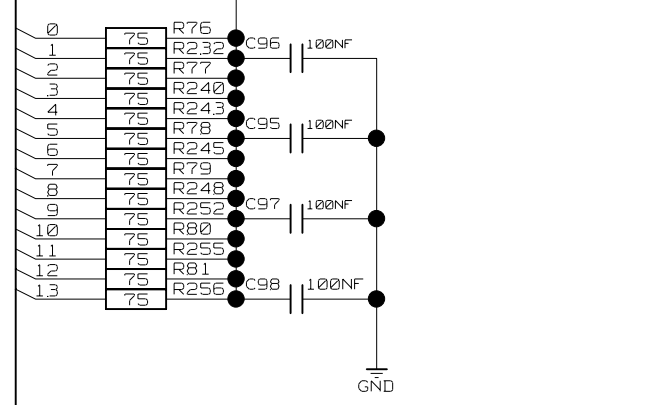 0 75 R76
1 75 R232 C96 100NF
2 75 R77
3 75 R240
4 75 R243
5 75 R78 C95 100NF
6 75 R245
7 75 R79
8 75 R248
9 75 R252 C97 100NF
10 75 R80
11 75 R255
12 75 R81
13 75 R256 C98 100NF
GND